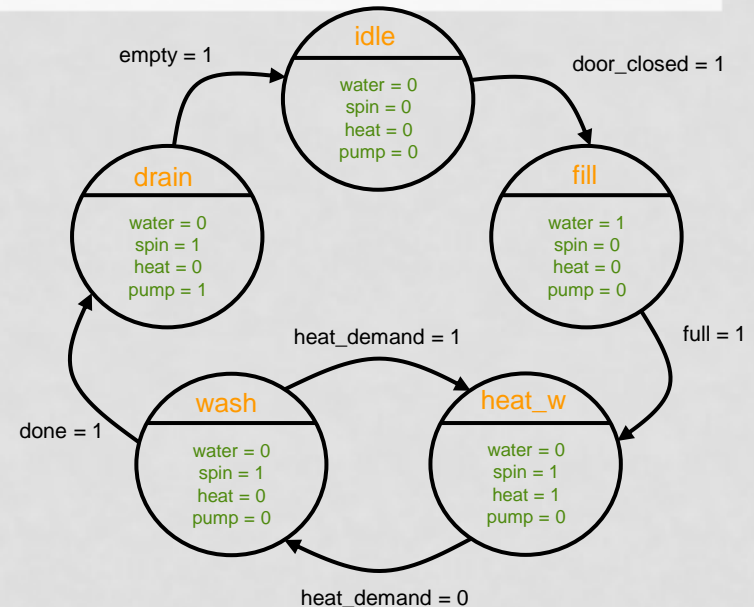 idle
water = 0
spin = 0
heat = 0
pump = 0
empty = 1
door_closed = 1
drain
water = 0
spin = 1
heat = 0
pump = 1
fill
water = 1
spin = 0
heat = 0
pump = 0
heat_demand = 1
full = 1
done = 1
wash
water = 0
spin = 1
heat = 0
pump = 0
heat_w
water = 0
spin = 1
heat = 1
pump = 0
heat_demand = 0